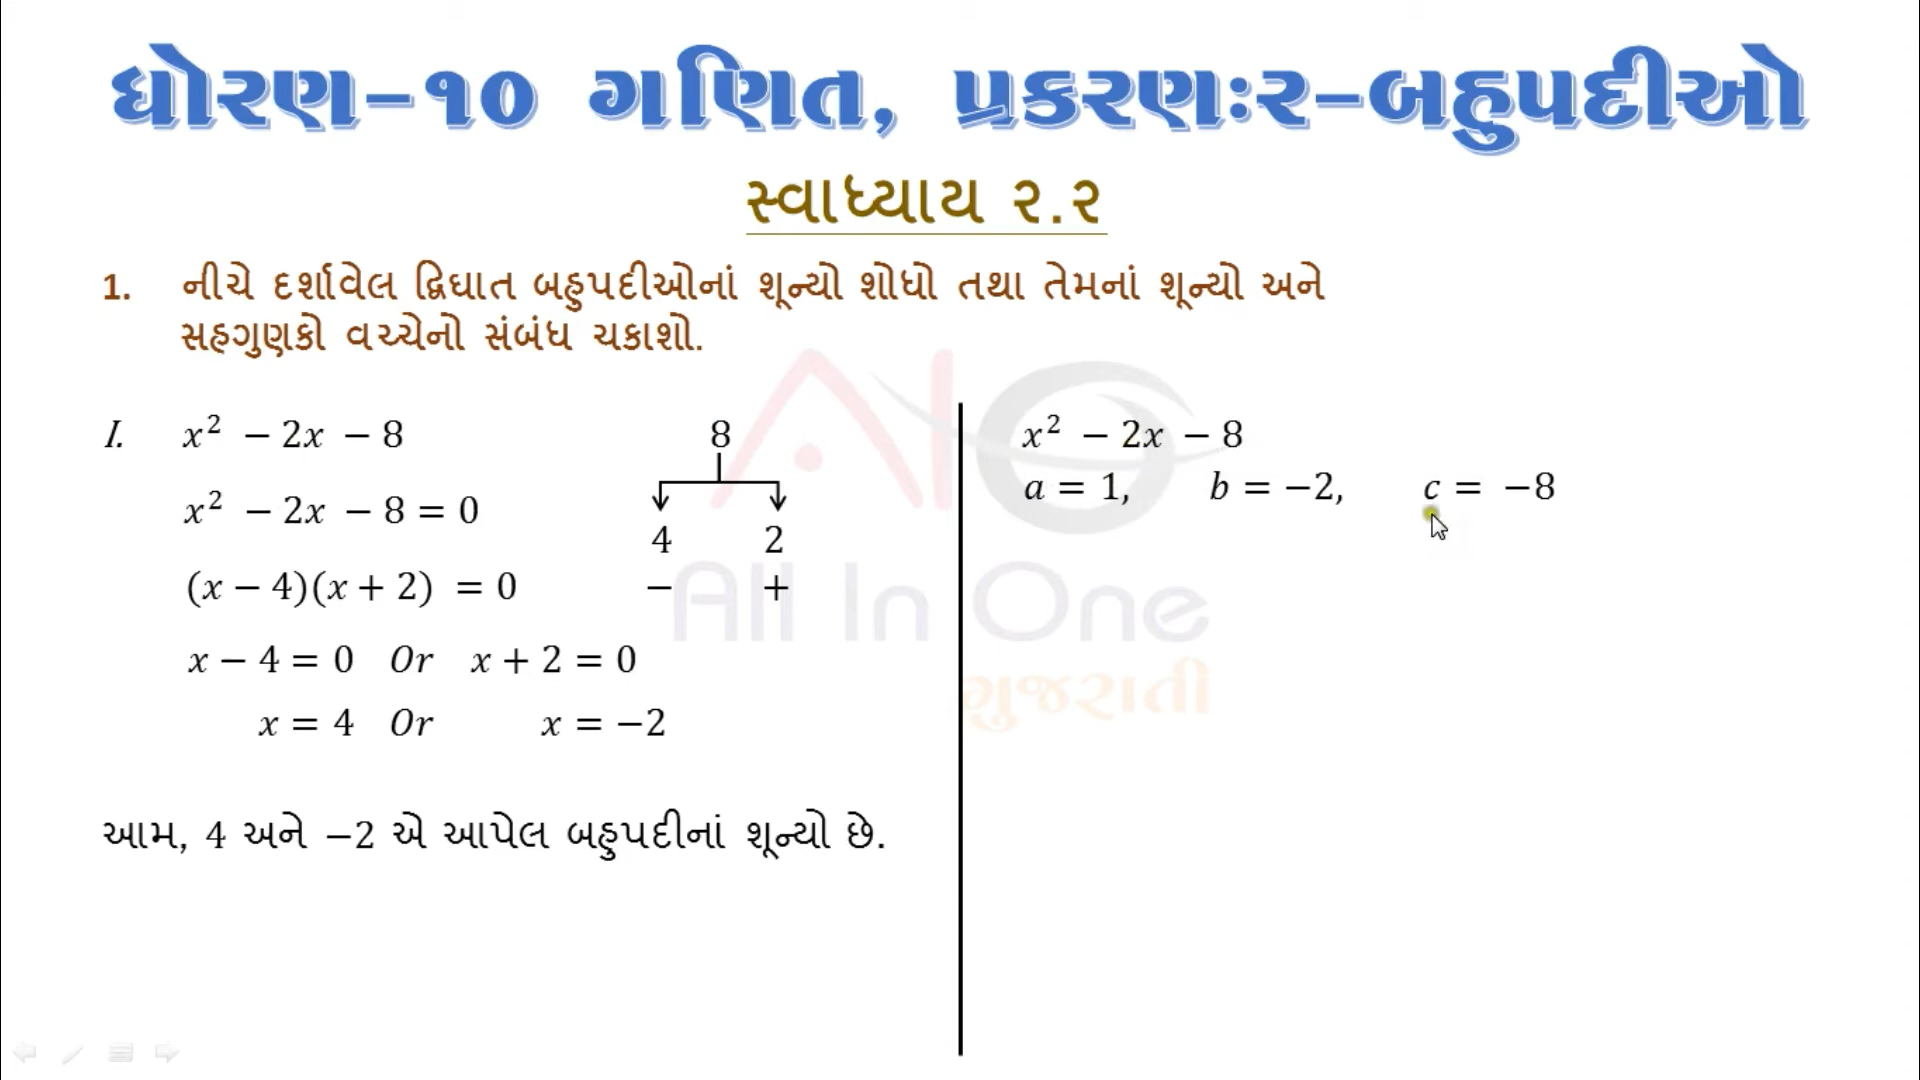 ધોરણ-૧૦ ગણિત, પ્રકરણઃ૨-બહુપદીઓ
સ્વાધ્યાય ૨.૨
1. નીચે દર્શાવેલ દ્વિઘાત બહુપદીઓનાં શૂન્યો શોધો તથા તેમનાં શૂન્યો અને
સહગુણકો વચ્ચેનો સંબંધ ચકાશો.
I. x² − 2x − 8
x² − 2x − 8 = 0
(x − 4)(x + 2) = 0
x − 4 = 0 Or x + 2 = 0
x = 4 Or x = −2
આમ, 4 અને −2 એ આપેલ બહુપદીનાં શૂન્યો છે.
8
4 2
− +
x² − 2x − 8
a = 1, b = −2, c = −8
AIO
All In One
ગુજરાતી